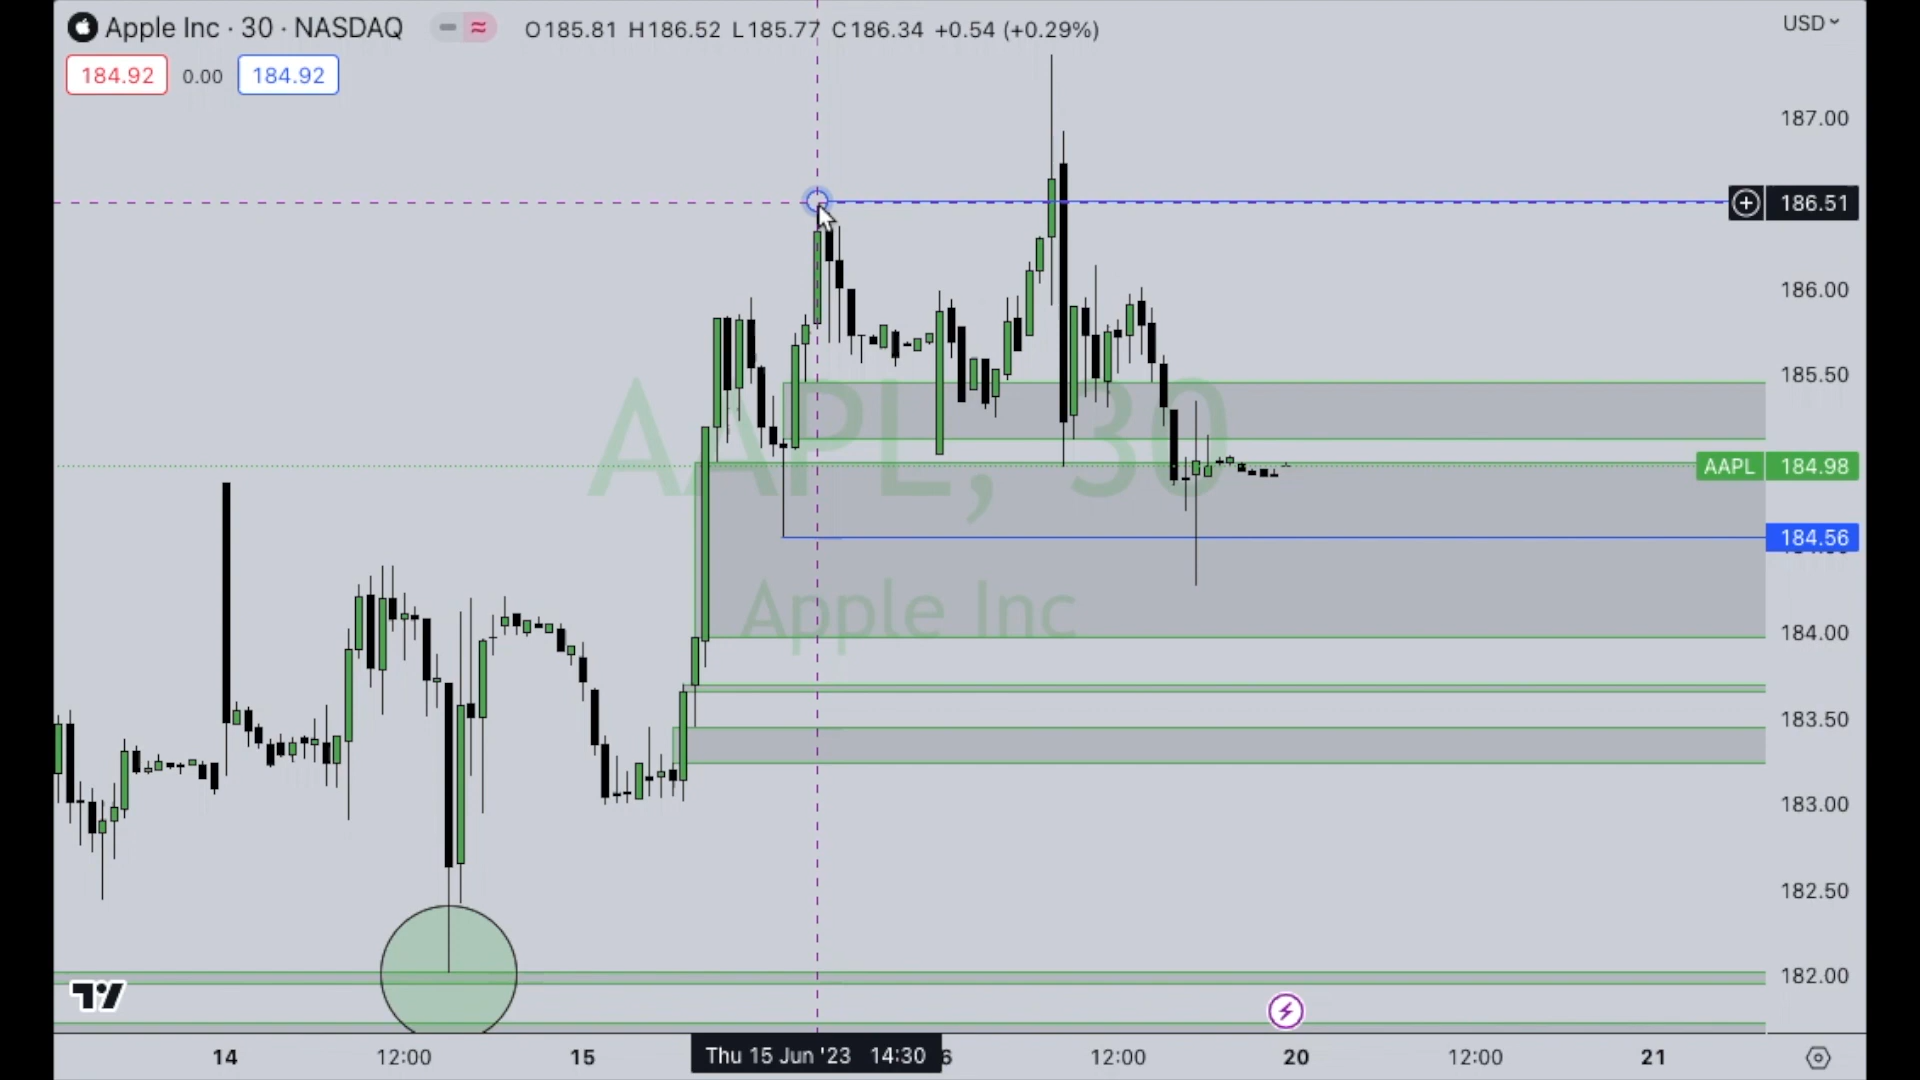 Apple Inc · 30 · NASDAQ
O185.81 H186.52 L185.77 C186.34 +0.54 (+0.29%)
USD
184.92 0.00 184.92
187.00
186.51
186.00
185.50
AAPL, 30
AAPL 184.98
184.56
Apple Inc
184.00
183.50
183.00
182.50
182.00
14 12:00 15 Thu 15 Jun '23 14:30 6 12:00 20 12:00 21